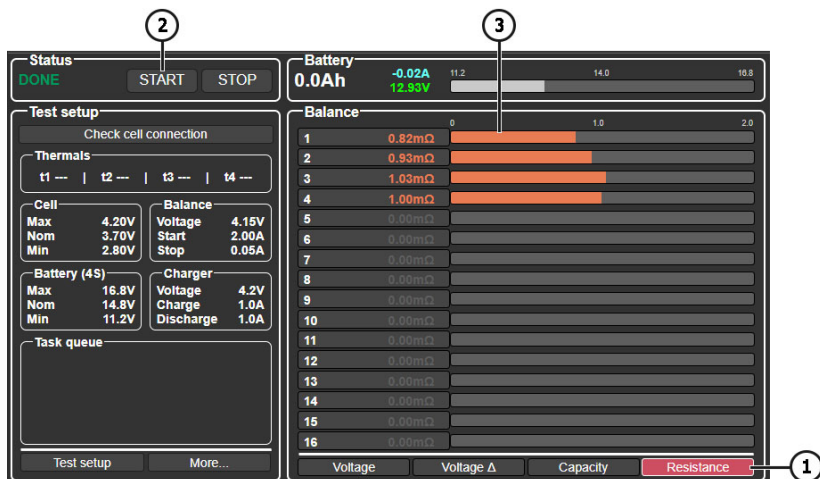 2
3
Status
DONE START STOP
Battery
0.0Ah -0.02A 11.2 14.0 16.8
12.93V
Test setup
Check cell connection
Thermals
t1 --- | t2 --- | t3 --- | t4 ---
Cell
Max 4.20V
Nom 3.70V
Min 2.80V
Balance
Voltage 4.15V
Start 2.00A
Stop 0.05A
Battery (4S)
Max 16.8V
Nom 14.8V
Min 11.2V
Charger
Voltage 4.2V
Charge 1.0A
Discharge 1.0A
Task queue
Test setup More...
Balance
0 1.0 2.0
1 0.82mΩ
2 0.93mΩ
3 1.03mΩ
4 1.00mΩ
5 0.00mΩ
6 0.00mΩ
7 0.00mΩ
8 0.00mΩ
9 0.00mΩ
10 0.00mΩ
11 0.00mΩ
12 0.00mΩ
13 0.00mΩ
14 0.00mΩ
15 0.00mΩ
16 0.00mΩ
Voltage Voltage Δ Capacity Resistance
1